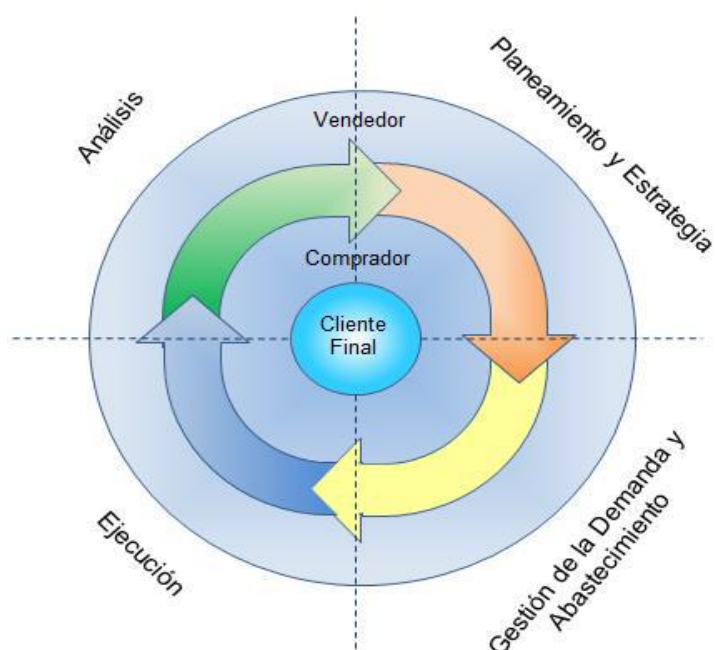 Análisis
Planeamiento y Estrategia
Vendedor
Comprador
Cliente
Final
Ejecución
Gestión de la Demanda y
Abastecimiento